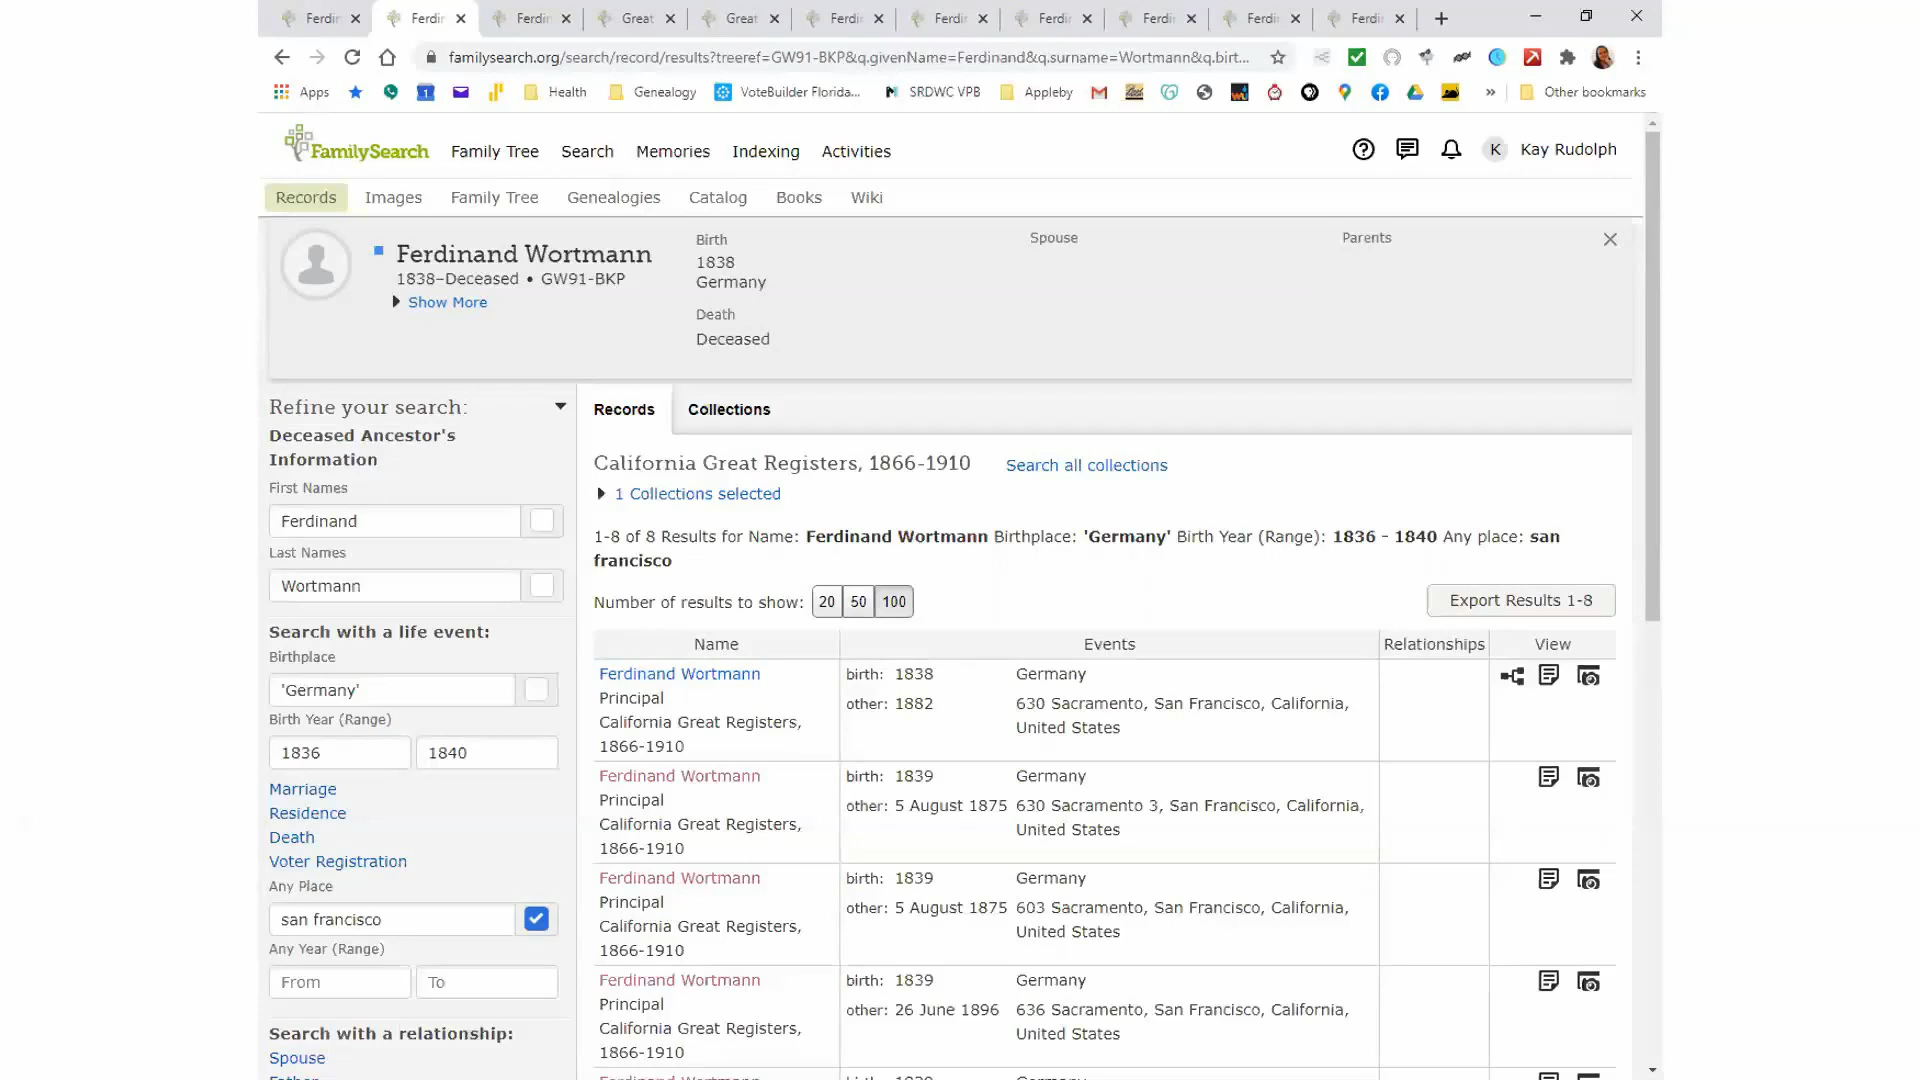 Ferdin Ferdin Ferdin Great Great Ferdi Ferdi Ferdi Ferdi Ferdi Ferdi
familysearch.org/search/record/results?treeref=GW91-BKP&q.givenName=Ferdinand&q.surname=Wortmann&q.birt...
Apps Health Genealogy VoteBuilder Florida... SRDWC VPB Appleby » Other bookmarks
FamilySearch Family Tree Search Memories Indexing Activities K Kay Rudolph
Records Images Family Tree Genealogies Catalog Books Wiki
Ferdinand Wortmann
1838–Deceased • GW91-BKP
Show More
Birth
1838
Germany
Death
Deceased
Spouse
Parents
Refine your search:
Deceased Ancestor's
Information
First Names
Ferdinand
Last Names
Wortmann
Search with a life event:
Birthplace
'Germany'
Birth Year (Range)
1836 1840
Marriage
Residence
Death
Voter Registration
Any Place
san francisco
Any Year (Range)
From To
Search with a relationship:
Spouse
Records Collections
California Great Registers, 1866-1910 Search all collections
1 Collections selected
1-8 of 8 Results for Name: Ferdinand Wortmann Birthplace: 'Germany' Birth Year (Range): 1836 - 1840 Any place: san
francisco
Number of results to show: 20 50 100 Export Results 1-8
Name Events Relationships View
Ferdinand Wortmann birth: 1838 Germany
Principal other: 1882 630 Sacramento, San Francisco, California,
California Great Registers, United States
1866-1910
Ferdinand Wortmann birth: 1839 Germany
Principal other: 5 August 1875 630 Sacramento 3, San Francisco, California,
California Great Registers, United States
1866-1910
Ferdinand Wortmann birth: 1839 Germany
Principal other: 5 August 1875 603 Sacramento, San Francisco, California,
California Great Registers, United States
1866-1910
Ferdinand Wortmann birth: 1839 Germany
Principal other: 26 June 1896 636 Sacramento, San Francisco, California,
California Great Registers, United States
1866-1910